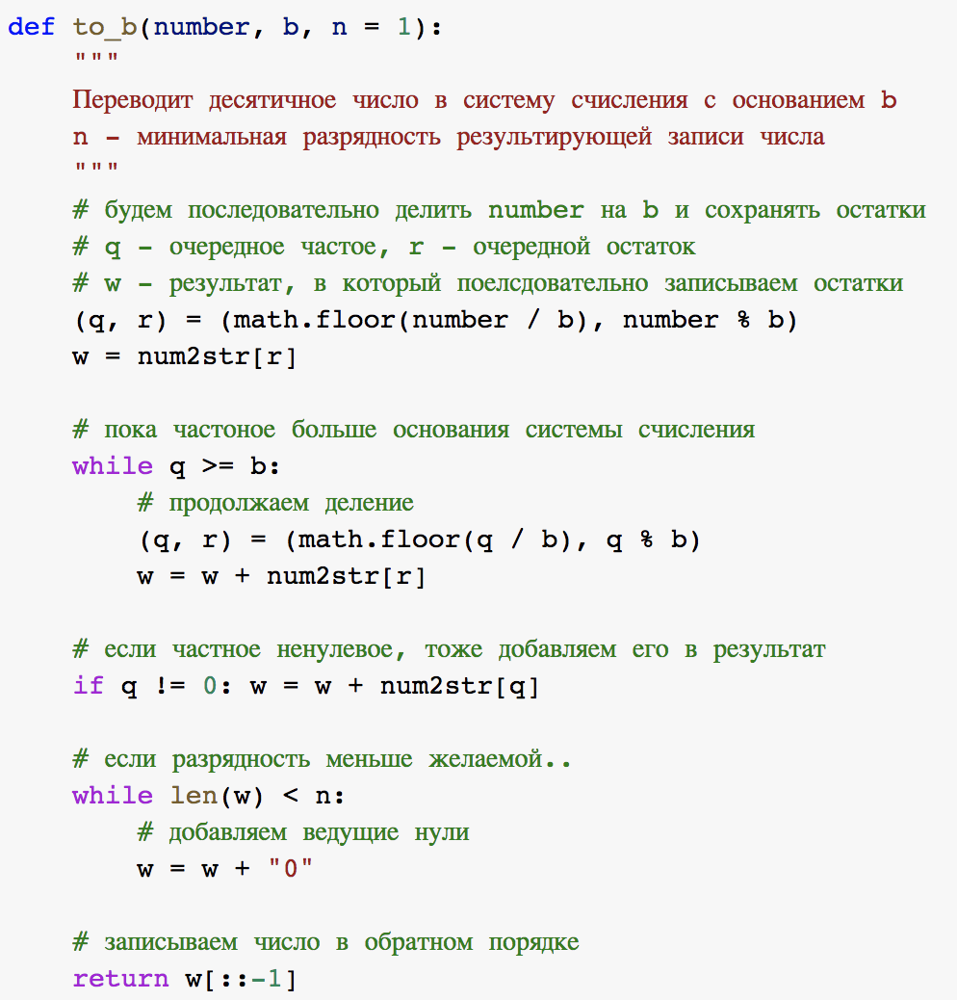 def to_b(number, b, n = 1):
"""
Переводит десятичное число в систему счисления с основанием b
n – минимальная разрядность результирующей записи числа
"""
# будем последовательно делить number на b и сохранять остатки
# q – очередное частое, r – очередной остаток
# w – результат, в который поелсдовательно записываем остатки
(q, r) = (math.floor(number / b), number % b)
w = num2str[r]
# пока частоное больше основания системы счисления
while q >= b:
# продолжаем деление
(q, r) = (math.floor(q / b), q % b)
w = w + num2str[r]
# если частное ненулевое, тоже добавляем его в результат
if q != 0: w = w + num2str[q]
# если разрядность меньше желаемой..
while len(w) < n:
# добавляем ведущие нули
w = w + "0"
# записываем число в обратном порядке
return w[::-1]